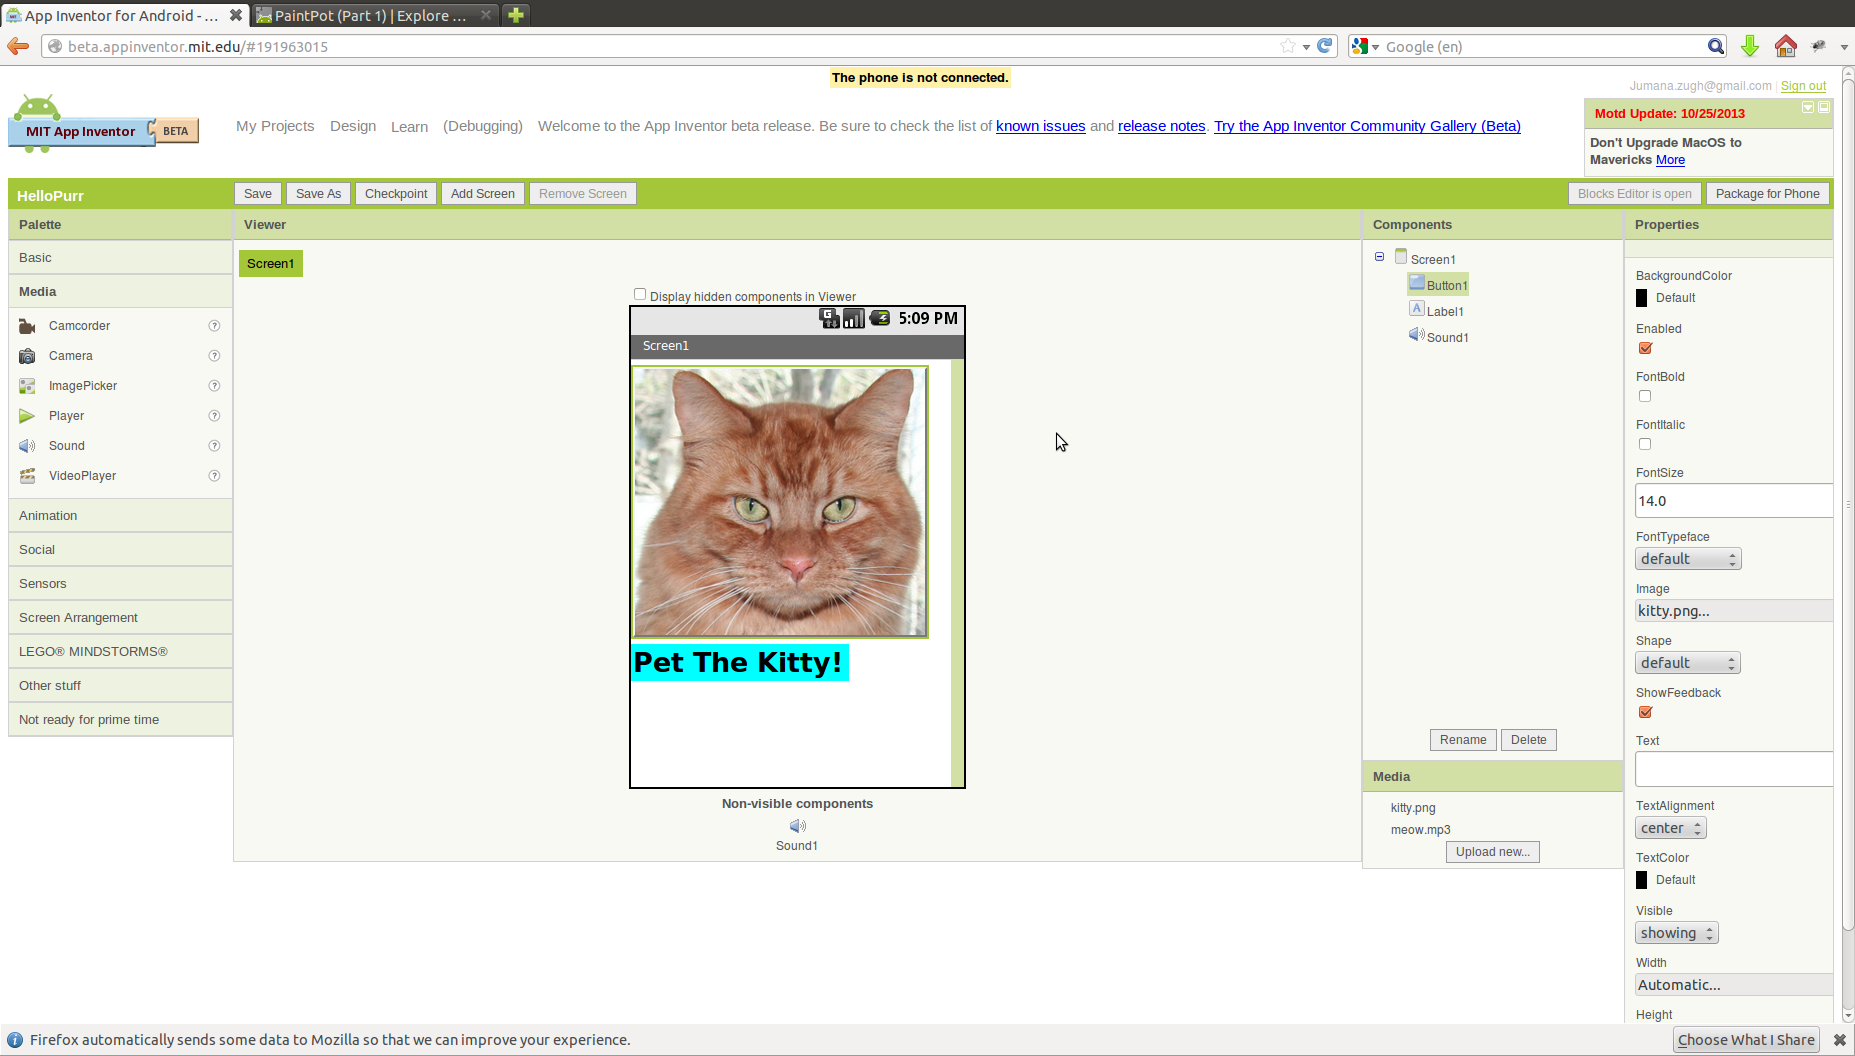 App Inventor for Android - ...
PaintPot (Part 1) | Explore ...
beta.appinventor.mit.edu/#191963015
Google (en)
The phone is not connected.
Jumana.zugh@gmail.com | Sign out
MIT App Inventor
BETA
My Projects
Design
Learn
(Debugging)
Welcome to the App Inventor beta release. Be sure to check the list of known issues and release notes. Try the App Inventor Community Gallery (Beta)
Motd Update: 10/25/2013
Don't Upgrade MacOS to
Mavericks More
HelloPurr
Save
Save As
Checkpoint
Add Screen
Remove Screen
Blocks Editor is open
Package for Phone
Palette
Basic
Media
Camcorder ?
Camera ?
ImagePicker ?
Player ?
Sound ?
VideoPlayer ?
Animation
Social
Sensors
Screen Arrangement
LEGO® MINDSTORMS®
Other stuff
Not ready for prime time
Viewer
Screen1
Display hidden components in Viewer
G
5:09 PM
Screen1
Pet The Kitty!
Non-visible components
Sound1
Components
Screen1
Button1
A Label1
Sound1
Rename
Delete
Media
kitty.png
meow.mp3
Upload new...
Properties
BackgroundColor
Default
Enabled
FontBold
FontItalic
FontSize
14.0
FontTypeface
default
Image
kitty.png...
Shape
default
ShowFeedback
Text
TextAlignment
center
TextColor
Default
Visible
showing
Width
Automatic...
Height
Firefox automatically sends some data to Mozilla so that we can improve your experience.
Choose What I Share